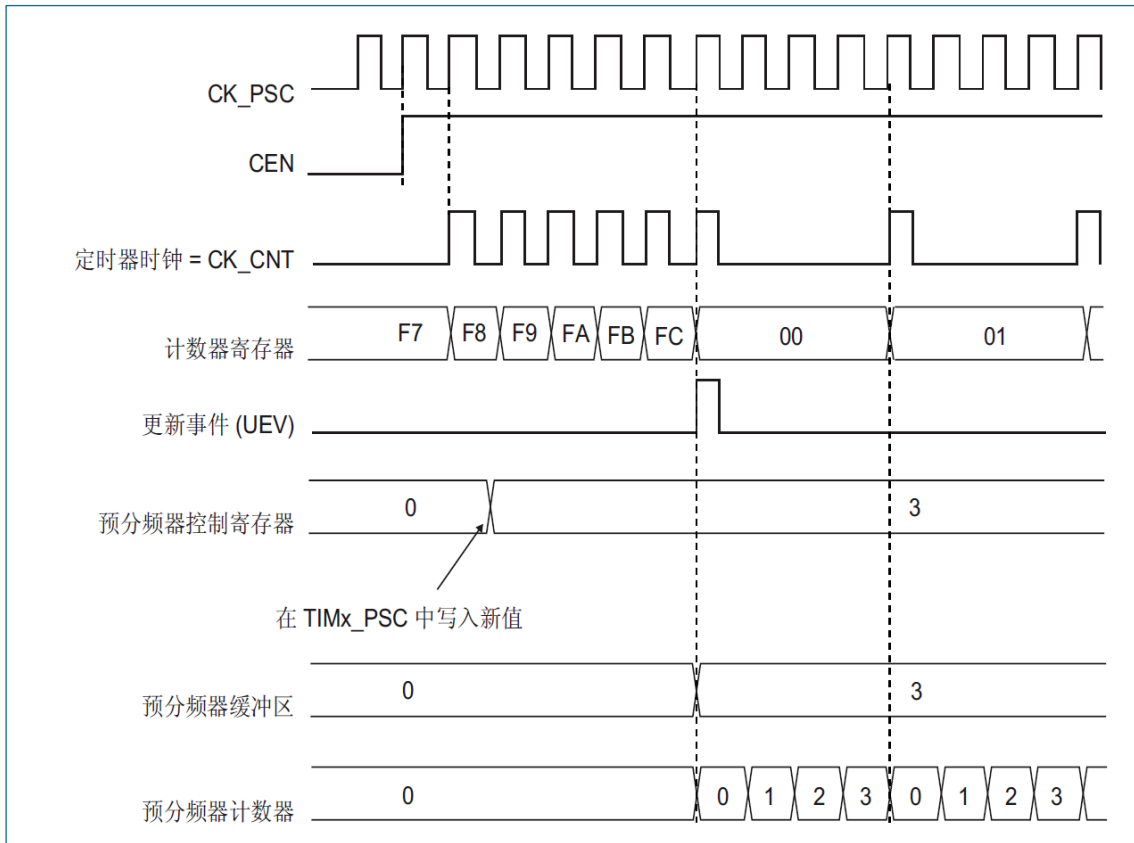 CK_PSC
CEN
定时器时钟 = CK_CNT
计数器寄存器 F7 F8 F9 FA FB FC 00 01
更新事件 (UEV)
预分频器控制寄存器 0 3
在 TIMx_PSC 中写入新值
预分频器缓冲区 0 3
预分频器计数器 0 0 1 2 3 0 1 2 3